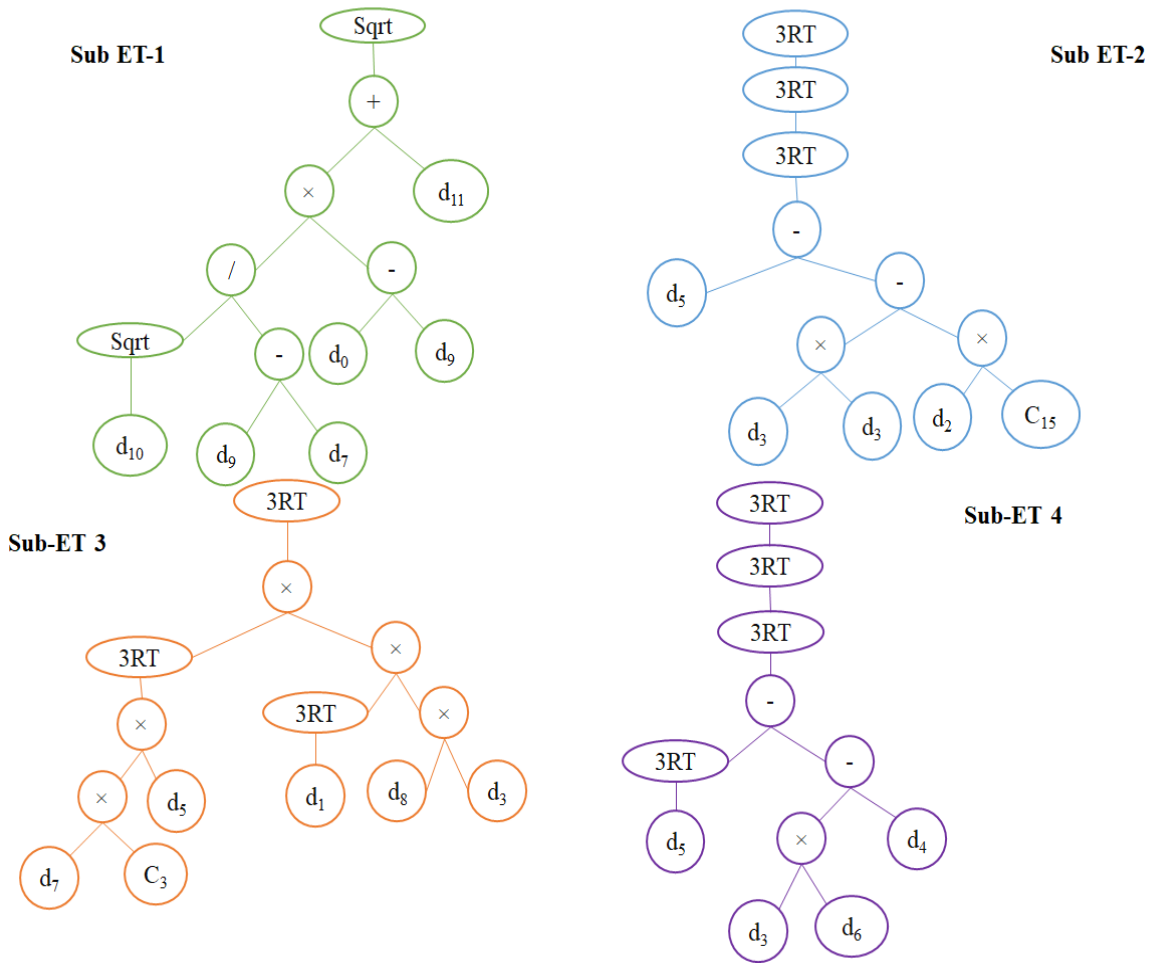 Sub ET-1
Sqrt
+
×
d11
/
-
Sqrt
-
d0
d9
d10
d9
d7
Sub ET-2
3RT
3RT
3RT
-
d5
-
×
×
d3
d3
d2
C15
Sub-ET 3
3RT
×
3RT
×
×
3RT
×
×
d5
d1
d8
d3
d7
C3
Sub-ET 4
3RT
3RT
3RT
-
3RT
-
d5
×
d4
d3
d6